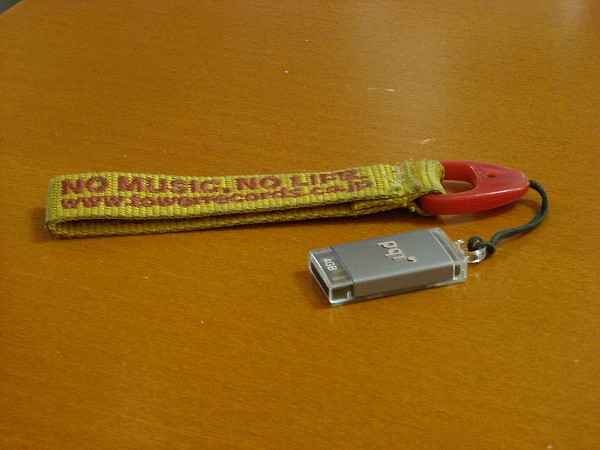 NO MUSIC, NO LIFE.
www.towerrecords.co.jp
pqi
4GB